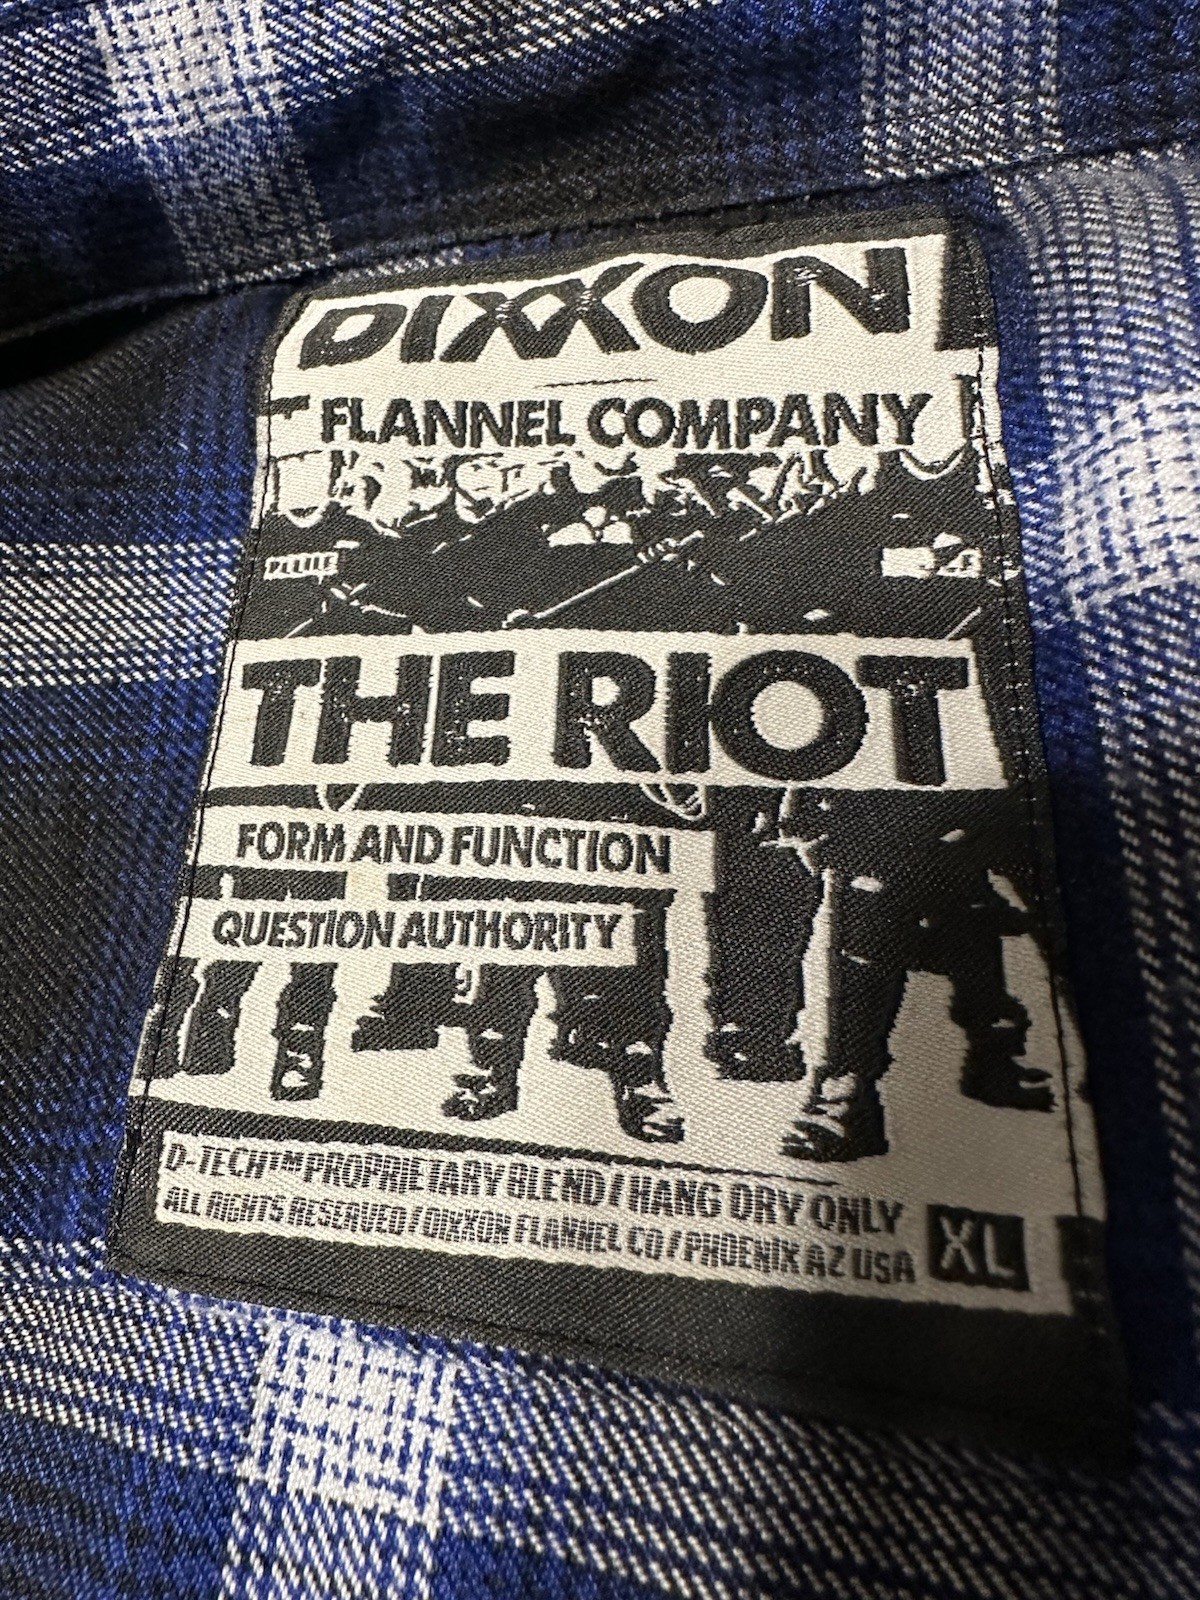 DIXXON
FLANNEL COMPANY
THE RIOT
FORM AND FUNCTION
QUESTION AUTHORITY
D-TECH™ PROPRIETARY BLEND / HANG DRY ONLY
ALL RIGHTS RESERVED / DIXXON FLANNEL CO / PHOENIX AZ USA
XL